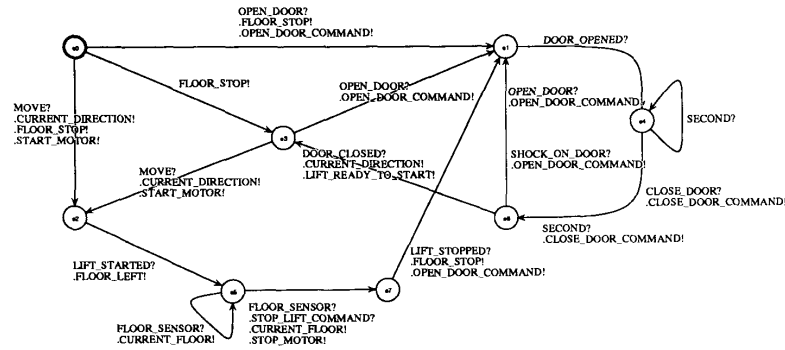 OPEN_DOOR?
.FLOOR_STOP!
.OPEN_DOOR_COMMAND!
e0
e1
DOOR_OPENED?
FLOOR_STOP!
OPEN_DOOR?
.OPEN_DOOR_COMMAND!
OPEN_DOOR?
.OPEN_DOOR_COMMAND!
MOVE?
.CURRENT_DIRECTION!
.FLOOR_STOP!
.START_MOTOR!
e4
SECOND?
e3
DOOR_CLOSED?
.CURRENT_DIRECTION!
.LIFT_READY_TO_START!
SHOCK_ON_DOOR?
.OPEN_DOOR_COMMAND!
MOVE?
.CURRENT_DIRECTION!
.START_MOTOR!
CLOSE_DOOR?
.CLOSE_DOOR_COMMAND!
e2
SECOND?
.CLOSE_DOOR_COMMAND!
LIFT_STARTED?
.FLOOR_LEFT!
LIFT_STOPPED?
.FLOOR_STOP!
.OPEN_DOOR_COMMAND!
e7
FLOOR_SENSOR?
.CURRENT_FLOOR!
FLOOR_SENSOR?
.STOP_LIFT_COMMAND?
.CURRENT_FLOOR!
.STOP_MOTOR!